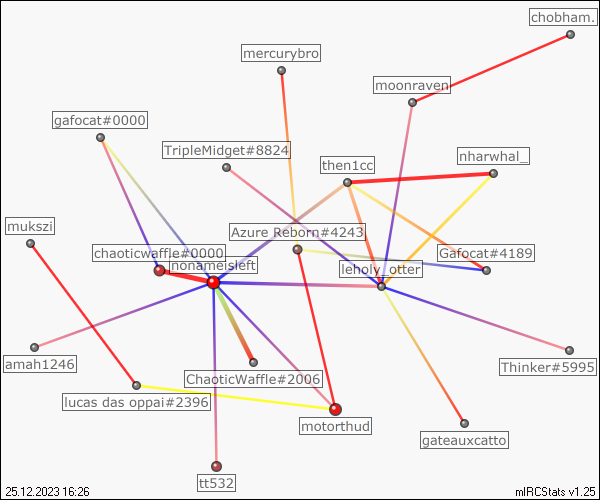 chobham.
mercurybro
moonraven
gafocat#0000
TripleMidget#8824
nharwhal_
then1cc
mukszi
Azure Reborn#4243
chaoticwaffle#0000
Gafocat#4189
nonameisleft
leholy_otter
amah1246
Thinker#5995
ChaoticWaffle#2006
lucas das oppai#2396
motorthud
gateauxcatto
tt532
25.12.2023 16:26
mIRCStats v1.25